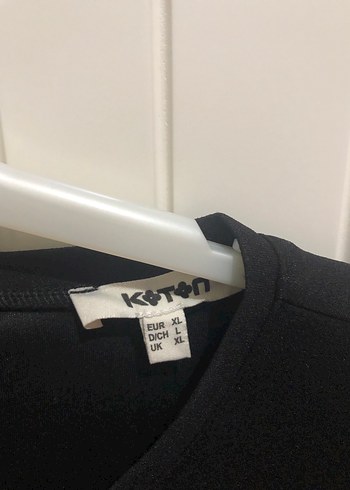 KOTON
EUR XL
D/CH L
UK XL